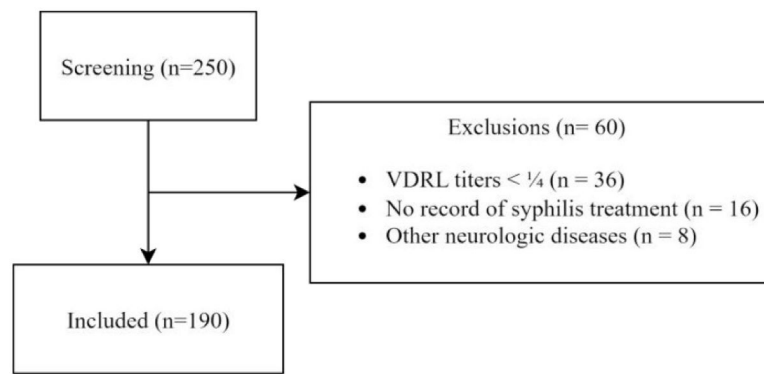 Screening (n=250)
Exclusions (n= 60)
• VDRL titers < ¼ (n = 36)
• No record of syphilis treatment (n = 16)
• Other neurologic diseases (n = 8)
Included (n=190)